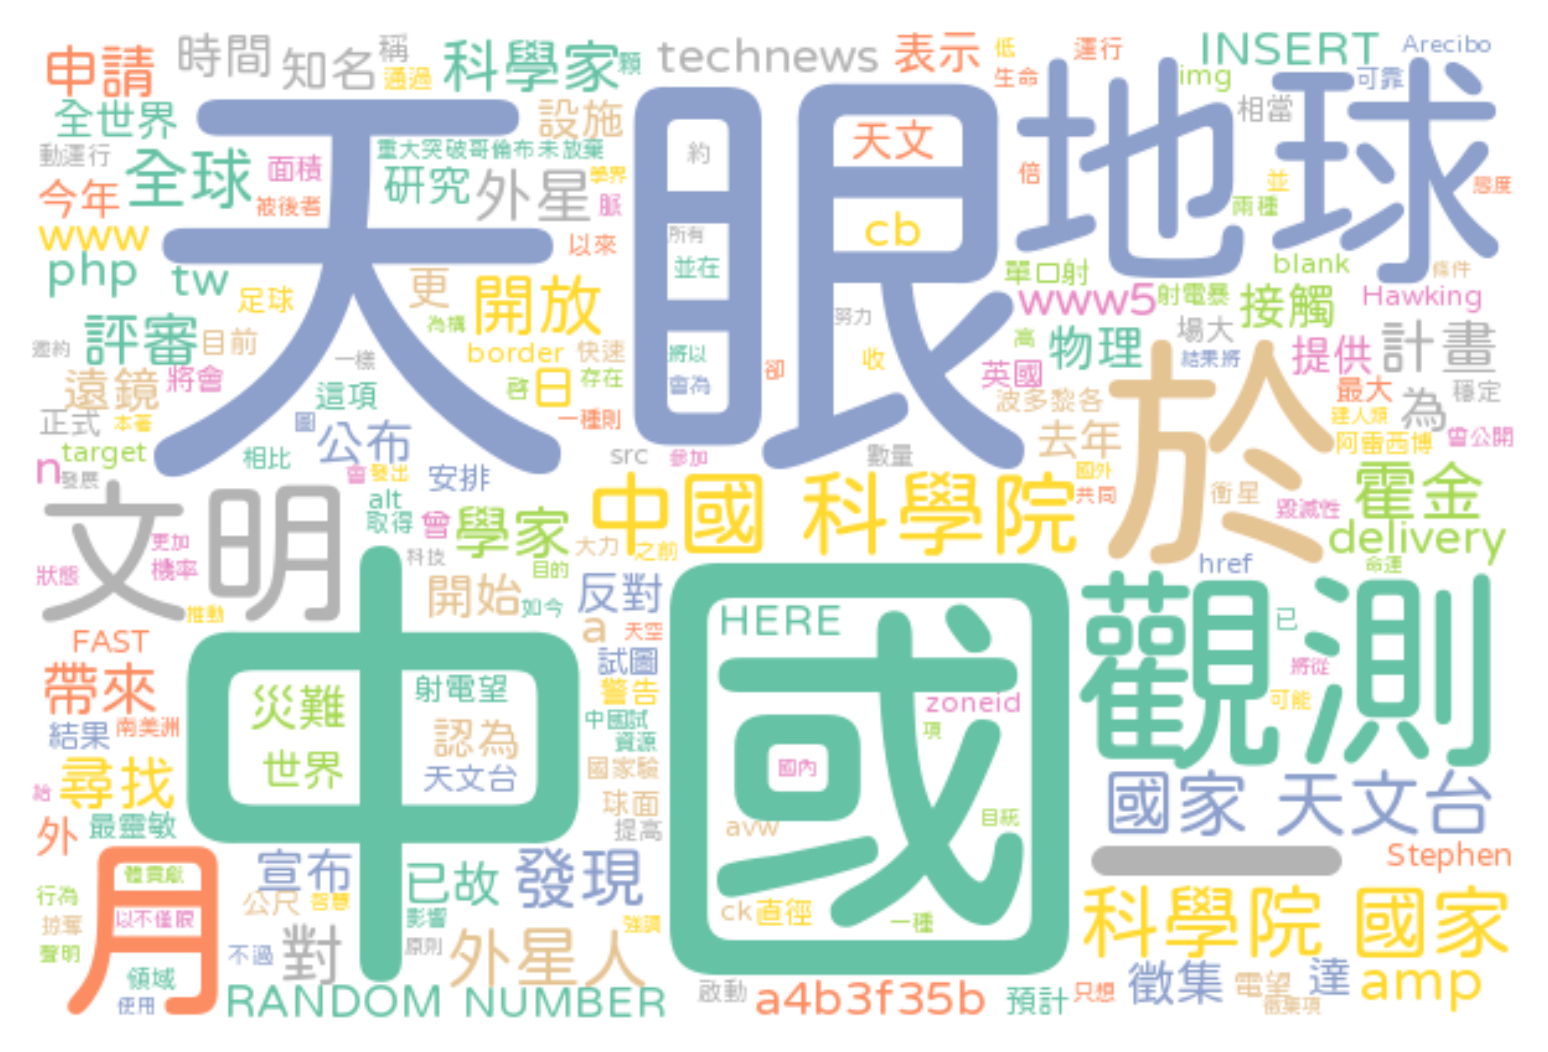 申請 時間 知名 稱 通過 科學家 顆 technews 表示 低 生命 運行 INSERT Arecibo
img 可靠 相當
全世界 天眼 設施 地球
動運行 全球 面積 重大突破哥倫布未放棄 約 天文 倍 態度
今年 被後者 研究 外星 學界 脈 並 兩種
www 以來 所有 cb
php tw 足球 更 開放 並在 單口射 blank 條件
為構 努力 www5 射電暴 接觸 Hawking
評審 目前 邀約 一樣 border 快速 將以 收 高 物理 場大 結果將 提供 計畫
遠鏡 將會 這項 啓 日 存在 會為 卻 英國 最大 穩定
正式 本著 圖 公布 一種則 波多黎各 於 建人類 為
target 相比 src 參加 數量 去年 阿雷西博 曾公開
n 發展 會 發出 安排 國外 共同 衛星 霍金
文明 alt 取得 曾 學家 中國 科學院 毀滅性 delivery
更加 科技 目的 大力 之前 href 命運
狀態 機率 開始 如今 反對
推動 中國 HERE 觀測 已
FAST a 天空 將從
帶來 災難 射電望 試圖 警告 zoneid 可能
結果 南美洲 世界 認為 中國試 資源 項
尋找 天文台 國家驗 國內 國家 天文台
給 球面 目銃
外 最靈敏 提高 avw 一 Stephen
月 體貢獻 宣布 已故 發現
行為 以不僅限 公尺 智慧 影響 強調 ck 直徑 一種 科學院 國家
掠奪 聲明 不過 對 原則 外星人
領域 使用 RANDOM NUMBER 啟動 a4b3f35b 預計 只想 徵集 電望 徵集項 達 amp